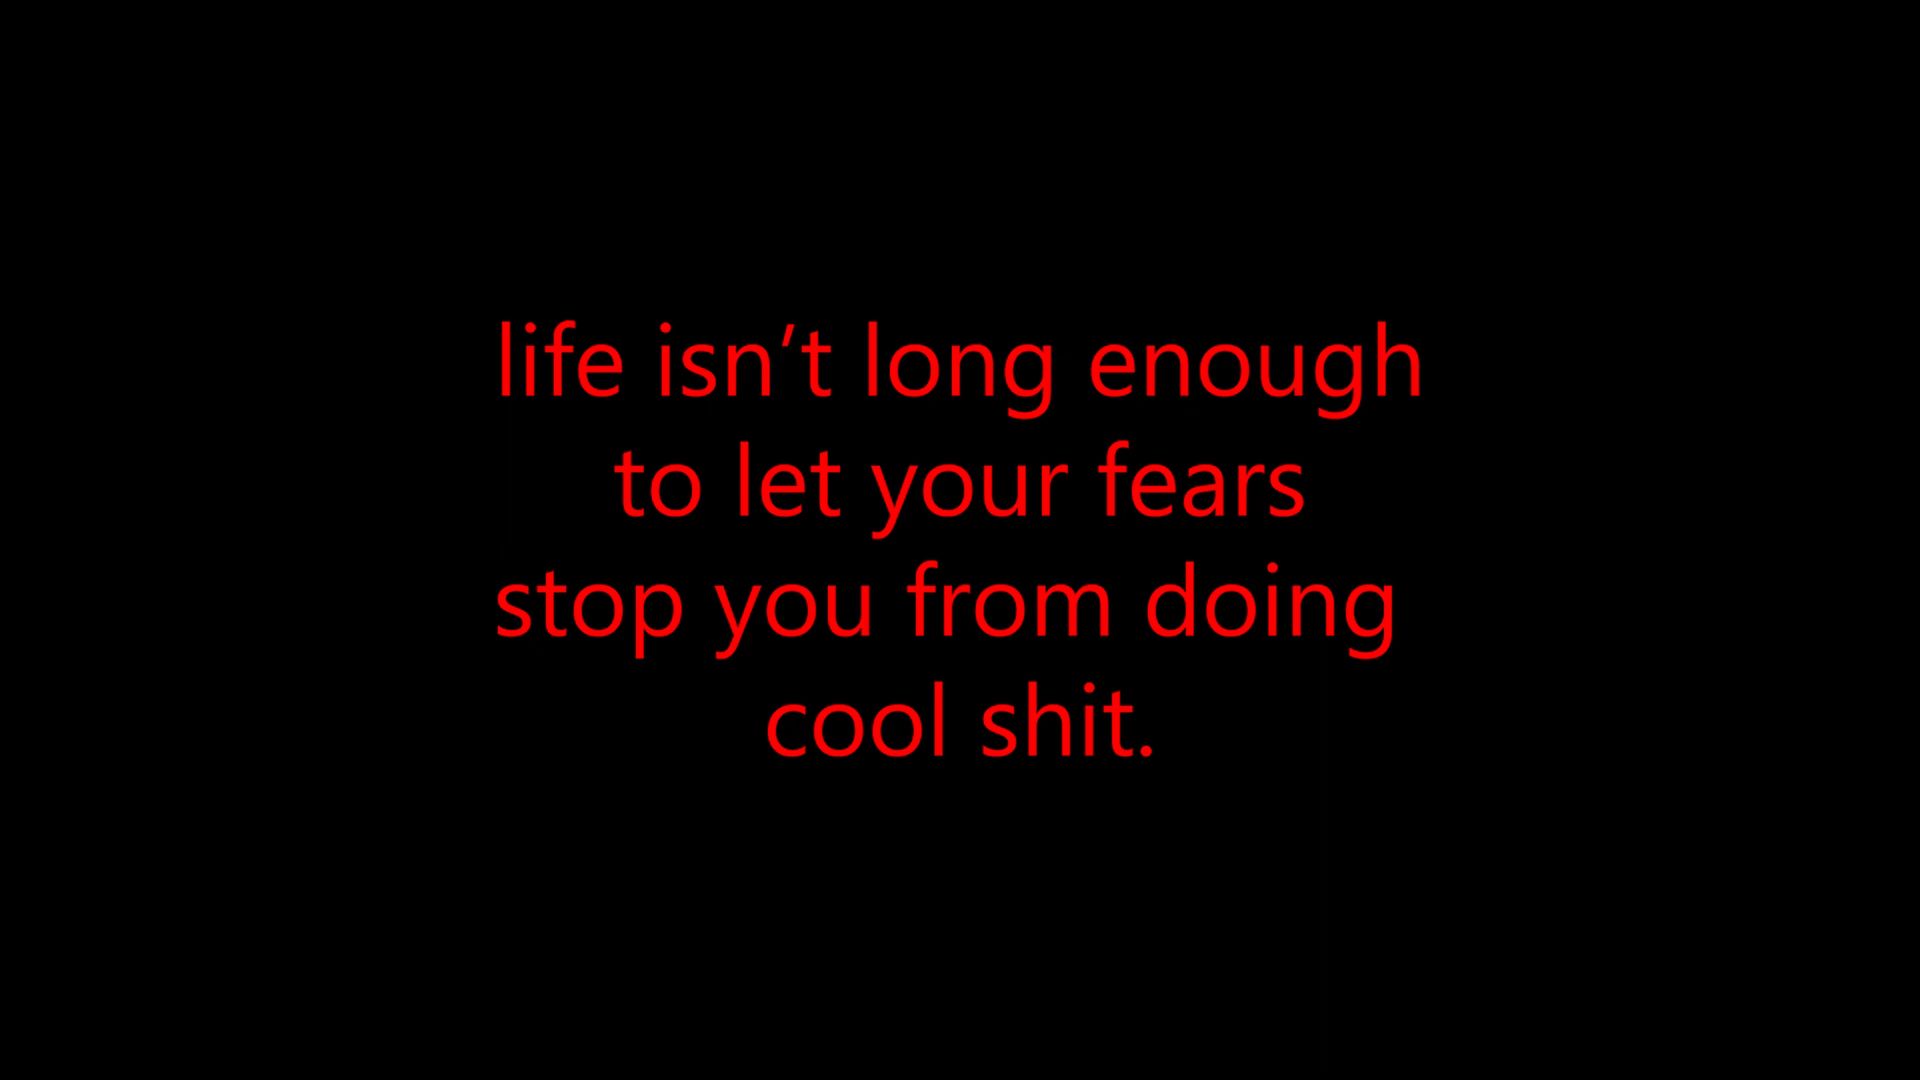 life isn’t long enough
to let your fears
stop you from doing
cool shit.